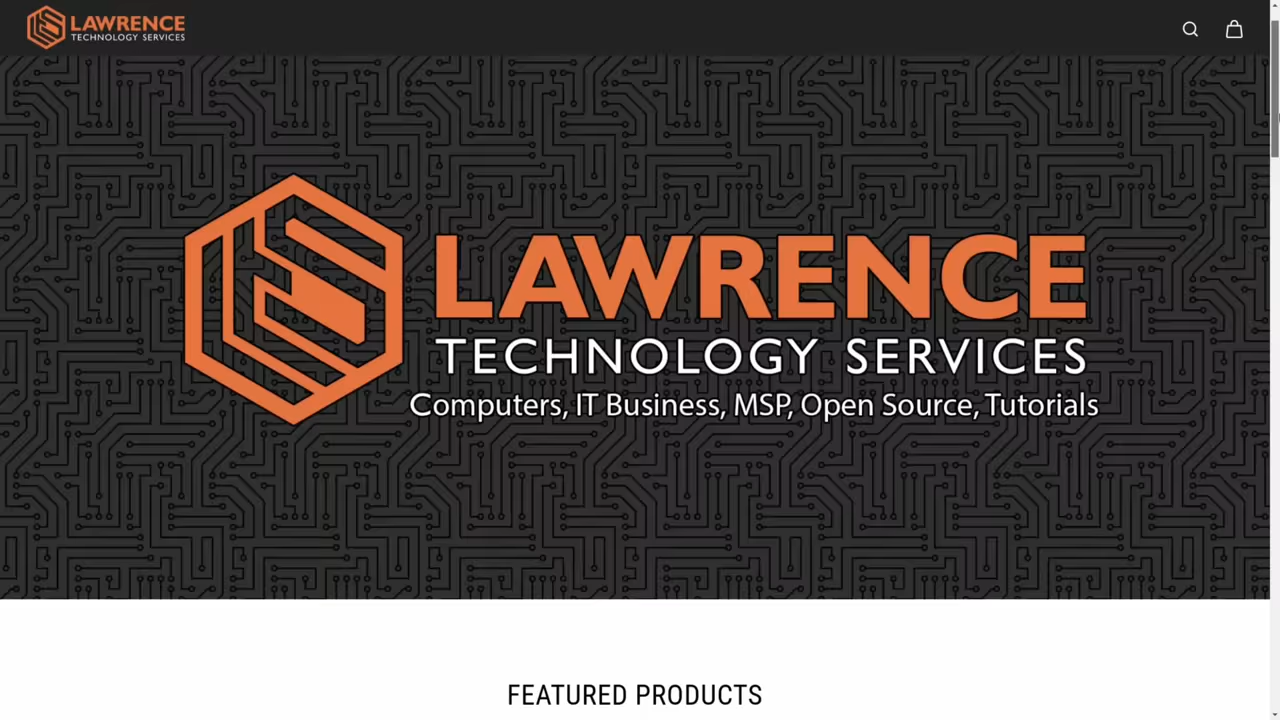 LAWRENCE
TECHNOLOGY SERVICES
LAWRENCE
TECHNOLOGY SERVICES
Computers, IT Business, MSP, Open Source, Tutorials
FEATURED PRODUCTS